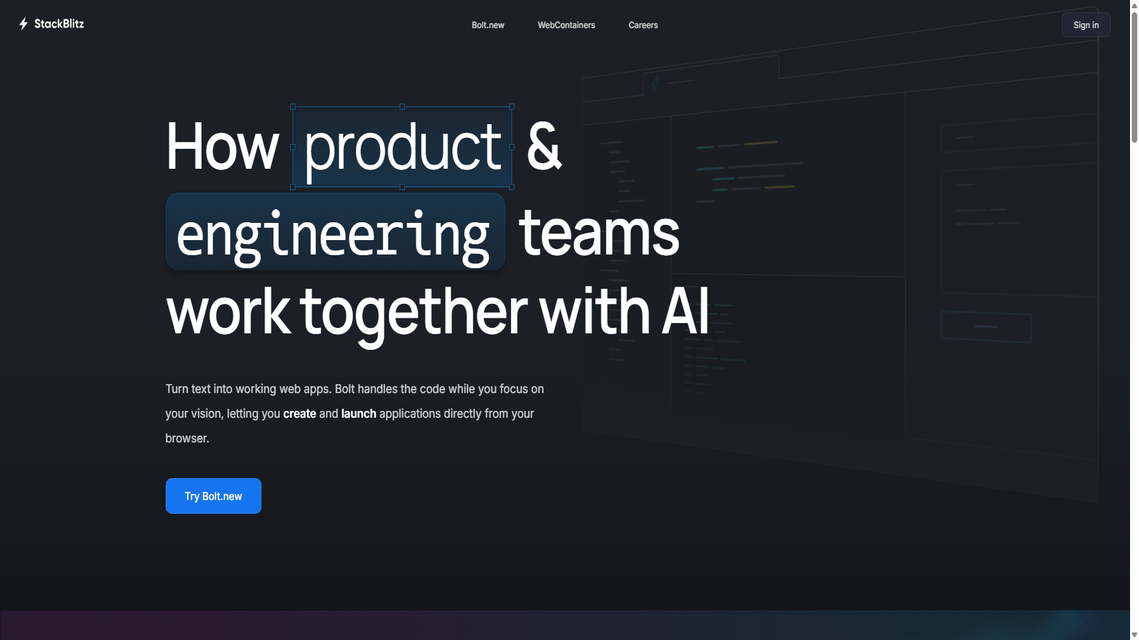 StackBlitz
Bolt.new
WebContainers
Careers
Sign in
How product &
engineering teams
work together with AI
Turn text into working web apps. Bolt handles the code while you focus on
your vision, letting you create and launch applications directly from your
browser.
Try Bolt.new